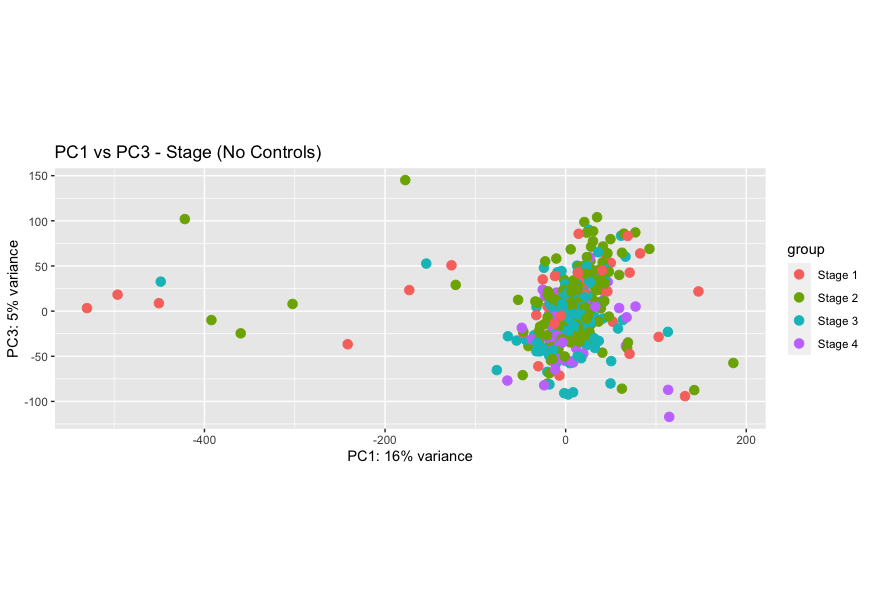 PC1 vs PC3 - Stage (No Controls)
150
100
50
0
-50
-100
PC3: 5% variance
-400
-200
0
200
PC1: 16% variance
group
Stage 1
Stage 2
Stage 3
Stage 4